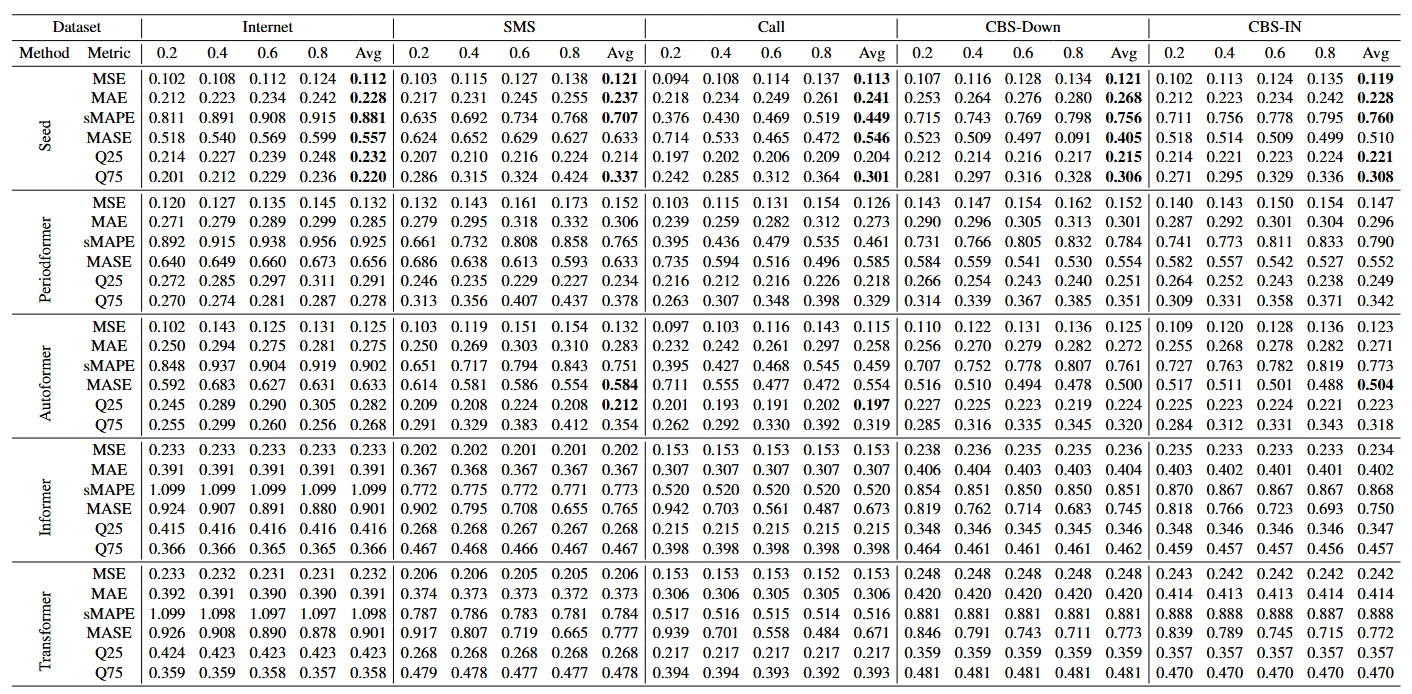 Dataset Internet SMS Call CBS-Down CBS-IN
Method Metric 0.2 0.4 0.6 0.8 Avg 0.2 0.4 0.6 0.8 Avg 0.2 0.4 0.6 0.8 Avg 0.2 0.4 0.6 0.8 Avg 0.2 0.4 0.6 0.8 Avg
Seed
MSE 0.102 0.108 0.112 0.124 0.112 0.103 0.115 0.127 0.138 0.121 0.094 0.108 0.114 0.137 0.113 0.107 0.116 0.128 0.134 0.121 0.102 0.113 0.124 0.135 0.119
MAE 0.212 0.223 0.234 0.242 0.228 0.217 0.231 0.245 0.255 0.237 0.218 0.234 0.249 0.261 0.241 0.253 0.264 0.276 0.280 0.268 0.212 0.223 0.234 0.242 0.228
sMAPE 0.811 0.891 0.908 0.915 0.881 0.635 0.692 0.734 0.768 0.707 0.376 0.430 0.469 0.519 0.449 0.715 0.743 0.769 0.798 0.756 0.711 0.756 0.778 0.795 0.760
MASE 0.518 0.540 0.569 0.599 0.557 0.624 0.652 0.629 0.627 0.633 0.714 0.533 0.465 0.472 0.546 0.523 0.509 0.497 0.091 0.405 0.518 0.514 0.509 0.499 0.510
Q25 0.214 0.227 0.239 0.248 0.232 0.207 0.210 0.216 0.224 0.214 0.197 0.202 0.206 0.209 0.204 0.212 0.214 0.216 0.217 0.215 0.214 0.221 0.223 0.224 0.221
Q75 0.201 0.212 0.229 0.236 0.220 0.286 0.315 0.324 0.424 0.337 0.242 0.285 0.312 0.364 0.301 0.281 0.297 0.316 0.328 0.306 0.271 0.295 0.329 0.336 0.308
Periodformer
MSE 0.120 0.127 0.135 0.145 0.132 0.132 0.143 0.161 0.173 0.152 0.103 0.115 0.131 0.154 0.126 0.143 0.147 0.154 0.162 0.152 0.140 0.143 0.150 0.154 0.147
MAE 0.271 0.279 0.289 0.299 0.285 0.279 0.295 0.318 0.332 0.306 0.239 0.259 0.282 0.312 0.273 0.290 0.296 0.305 0.313 0.301 0.287 0.292 0.301 0.304 0.296
sMAPE 0.892 0.915 0.938 0.956 0.925 0.661 0.732 0.808 0.858 0.765 0.395 0.436 0.479 0.535 0.461 0.731 0.766 0.805 0.832 0.784 0.741 0.773 0.811 0.833 0.790
MASE 0.640 0.649 0.660 0.673 0.656 0.686 0.638 0.613 0.593 0.633 0.735 0.594 0.516 0.496 0.585 0.584 0.559 0.541 0.530 0.554 0.582 0.557 0.542 0.527 0.552
Q25 0.272 0.285 0.297 0.311 0.291 0.246 0.235 0.229 0.227 0.234 0.216 0.212 0.216 0.226 0.218 0.266 0.254 0.243 0.240 0.251 0.264 0.252 0.243 0.238 0.249
Q75 0.270 0.274 0.281 0.287 0.278 0.313 0.356 0.407 0.437 0.378 0.263 0.307 0.348 0.398 0.329 0.314 0.339 0.367 0.385 0.351 0.309 0.331 0.358 0.371 0.342
Autoformer
MSE 0.102 0.143 0.125 0.131 0.125 0.103 0.119 0.151 0.154 0.132 0.097 0.103 0.116 0.143 0.115 0.110 0.122 0.131 0.136 0.125 0.109 0.120 0.128 0.136 0.123
MAE 0.250 0.294 0.275 0.281 0.275 0.250 0.269 0.303 0.310 0.283 0.232 0.242 0.261 0.297 0.258 0.256 0.270 0.279 0.282 0.272 0.255 0.268 0.278 0.282 0.271
sMAPE 0.848 0.937 0.904 0.919 0.902 0.651 0.717 0.794 0.843 0.751 0.395 0.427 0.468 0.545 0.459 0.707 0.752 0.778 0.807 0.761 0.727 0.763 0.782 0.819 0.773
MASE 0.592 0.683 0.627 0.631 0.633 0.614 0.581 0.586 0.554 0.584 0.711 0.555 0.477 0.472 0.554 0.516 0.510 0.494 0.478 0.500 0.517 0.511 0.501 0.488 0.504
Q25 0.245 0.289 0.290 0.305 0.282 0.209 0.208 0.224 0.208 0.212 0.201 0.193 0.191 0.202 0.197 0.227 0.225 0.223 0.219 0.224 0.225 0.223 0.224 0.221 0.223
Q75 0.255 0.299 0.260 0.256 0.268 0.291 0.329 0.383 0.412 0.354 0.262 0.292 0.330 0.392 0.319 0.285 0.316 0.335 0.345 0.320 0.284 0.312 0.331 0.343 0.318
Informer
MSE 0.233 0.233 0.233 0.233 0.233 0.202 0.202 0.201 0.201 0.202 0.153 0.153 0.153 0.153 0.153 0.238 0.236 0.235 0.235 0.236 0.235 0.233 0.233 0.233 0.234
MAE 0.391 0.391 0.391 0.391 0.391 0.367 0.368 0.367 0.367 0.367 0.307 0.307 0.307 0.307 0.307 0.406 0.404 0.403 0.403 0.404 0.403 0.402 0.401 0.401 0.402
sMAPE 1.099 1.099 1.099 1.099 1.099 0.772 0.775 0.772 0.771 0.773 0.520 0.520 0.520 0.520 0.520 0.854 0.851 0.850 0.850 0.851 0.870 0.867 0.867 0.867 0.868
MASE 0.924 0.907 0.891 0.880 0.901 0.902 0.795 0.708 0.655 0.765 0.942 0.703 0.561 0.487 0.673 0.819 0.762 0.714 0.683 0.745 0.818 0.766 0.723 0.693 0.750
Q25 0.415 0.416 0.416 0.416 0.416 0.268 0.268 0.267 0.267 0.268 0.215 0.215 0.215 0.215 0.215 0.348 0.346 0.345 0.345 0.346 0.348 0.346 0.346 0.346 0.347
Q75 0.366 0.366 0.365 0.365 0.366 0.467 0.468 0.466 0.467 0.467 0.398 0.398 0.398 0.398 0.398 0.464 0.461 0.461 0.461 0.462 0.459 0.457 0.457 0.456 0.457
Transformer
MSE 0.233 0.232 0.231 0.231 0.232 0.206 0.206 0.205 0.205 0.206 0.153 0.153 0.153 0.152 0.153 0.248 0.248 0.248 0.248 0.248 0.243 0.242 0.242 0.242 0.242
MAE 0.392 0.391 0.390 0.390 0.391 0.374 0.373 0.373 0.372 0.373 0.306 0.306 0.305 0.305 0.306 0.420 0.420 0.420 0.420 0.420 0.414 0.413 0.413 0.414 0.414
sMAPE 1.099 1.098 1.097 1.097 1.098 0.787 0.786 0.783 0.781 0.784 0.517 0.516 0.515 0.514 0.516 0.881 0.881 0.881 0.881 0.881 0.888 0.888 0.888 0.887 0.888
MASE 0.926 0.908 0.890 0.878 0.901 0.917 0.807 0.719 0.665 0.777 0.939 0.701 0.558 0.484 0.671 0.846 0.791 0.743 0.711 0.773 0.839 0.789 0.745 0.715 0.772
Q25 0.424 0.423 0.423 0.423 0.423 0.268 0.268 0.268 0.268 0.268 0.217 0.217 0.217 0.217 0.217 0.359 0.359 0.359 0.359 0.359 0.357 0.357 0.357 0.357 0.357
Q75 0.359 0.359 0.358 0.357 0.358 0.479 0.478 0.477 0.477 0.478 0.394 0.394 0.393 0.392 0.393 0.481 0.481 0.481 0.481 0.481 0.470 0.470 0.470 0.470 0.470